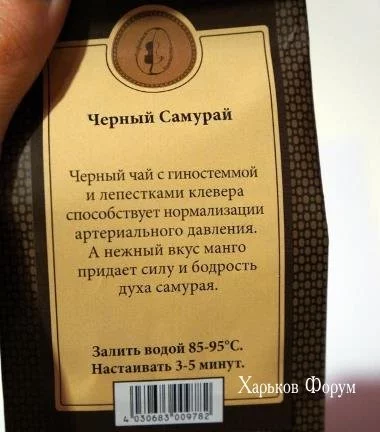 Черный Самурай
Черный чай с гиностеммой
и лепестками клевера
способствует нормализации
артериального давления.
А нежный вкус манго
придает силу и бодрость
духа самурая.
Залить водой 85-95°С.
Настаивать 3-5 минут.
4 030683 009782
Харьков Форум